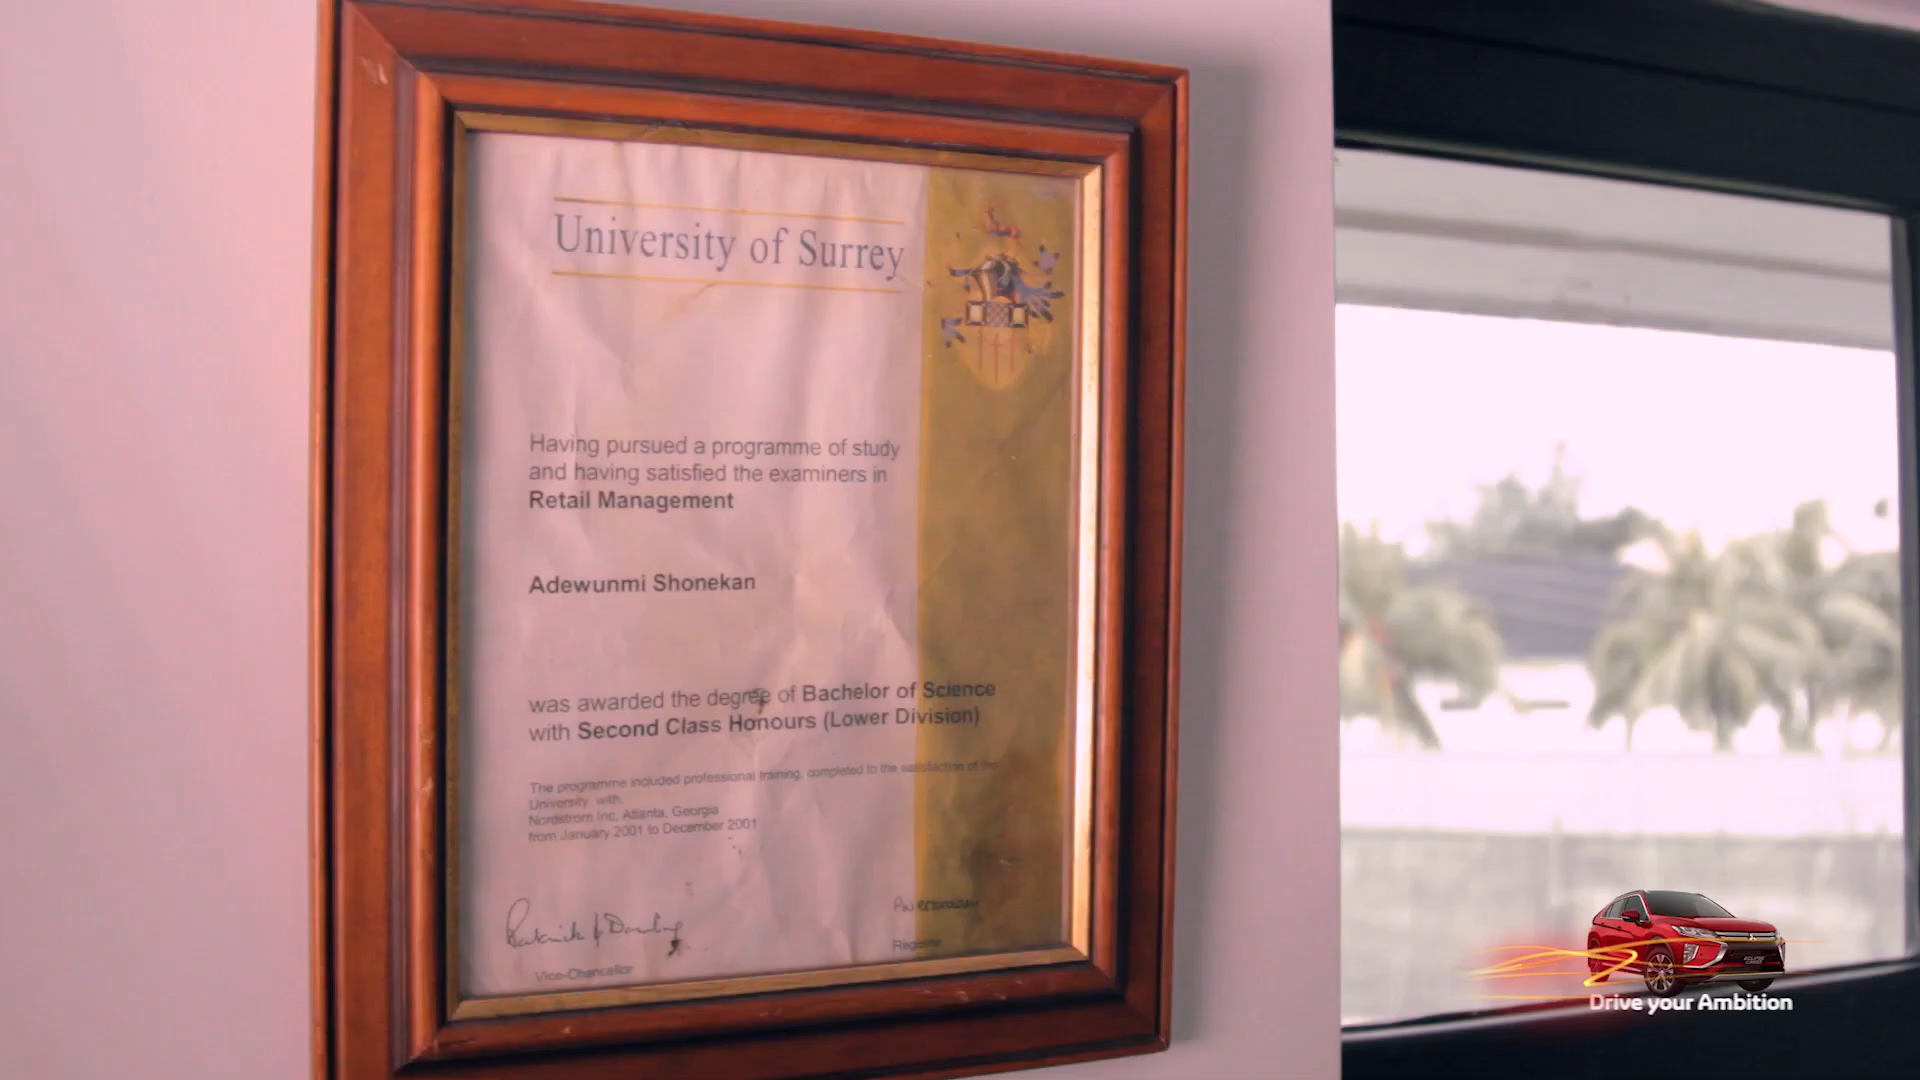 University of Surrey
Having pursued a programme of study
and having satisfied the examiners in
Retail Management
Adewunmi Shonekan
was awarded the degree of Bachelor of Science
with Second Class Honours (Lower Division)
The programme included professional training, completed to the satisfaction of the
University, with:
Nordstrom Inc, Atlanta, Georgia
from January 2001 to December 2001
Vice-Chancellor
Registrar
Drive your Ambition